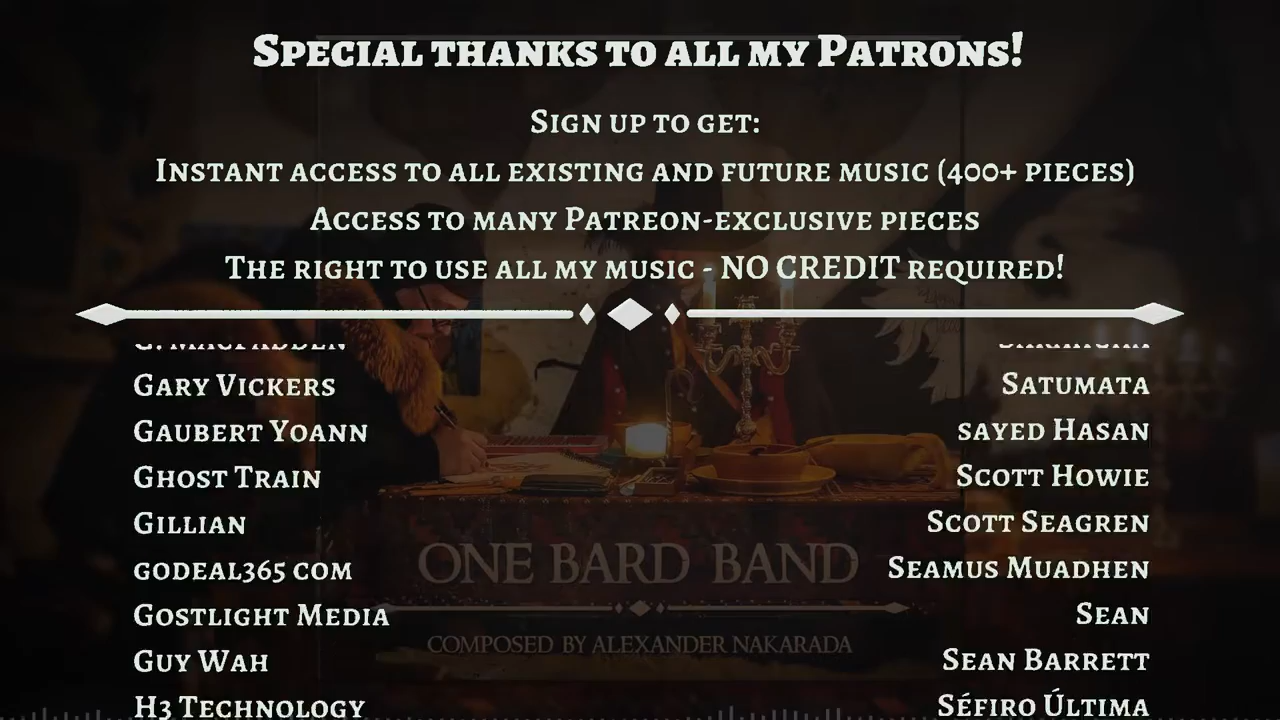 Special thanks to all my Patrons!
Sign up to get:
Instant access to all existing and future music (400+ pieces)
Access to many Patreon-exclusive pieces
The right to use all my music - NO CREDIT required!
Gary Vickers
Gaubert Yoann
Ghost Train
Gillian
godeal365 com
Gostlight Media
Guy Wah
H3 Technology
Satumata
sayed Hasan
Scott Howie
Scott Seagren
Seamus Muadhen
Sean
Sean Barrett
Séfiro Última
ONE BARD BAND
COMPOSED BY ALEXANDER NAKARADA